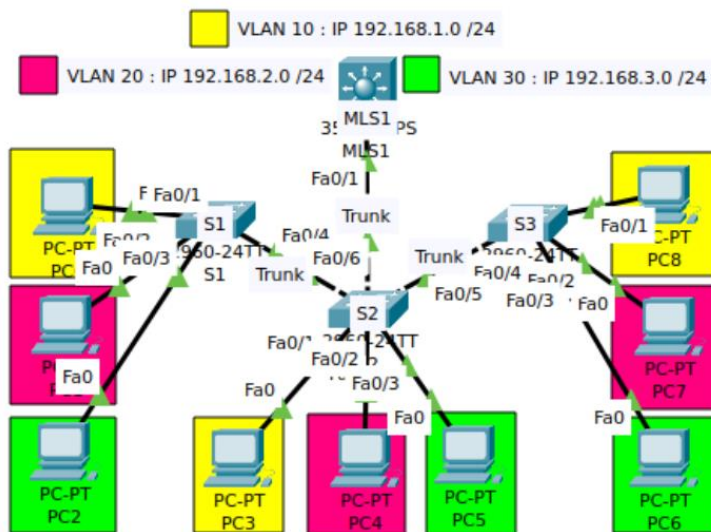 VLAN 10 : IP 192.168.1.0 /24
VLAN 20 : IP 192.168.2.0 /24
VLAN 30 : IP 192.168.3.0 /24
MLS1
MLS1
Fa0/1
Trunk
Fa0/1
S1
Fa0/3
Fa0
S1
Fa0/4
Trunk
Fa0/6
PC-PT
S3
Fa0/1
Trunk
Fa0/4
Fa0/2
Fa0/5
Fa0/3
Fa0
PC-PT
PC8
S2
2960-24TT
Fa0/2
Fa0/3
Fa0
Fa0
Fa0
Fa0
PC-PT
PC7
PC-PT
PC2
PC-PT
PC3
PC-PT
PC4
PC-PT
PC5
PC-PT
PC6